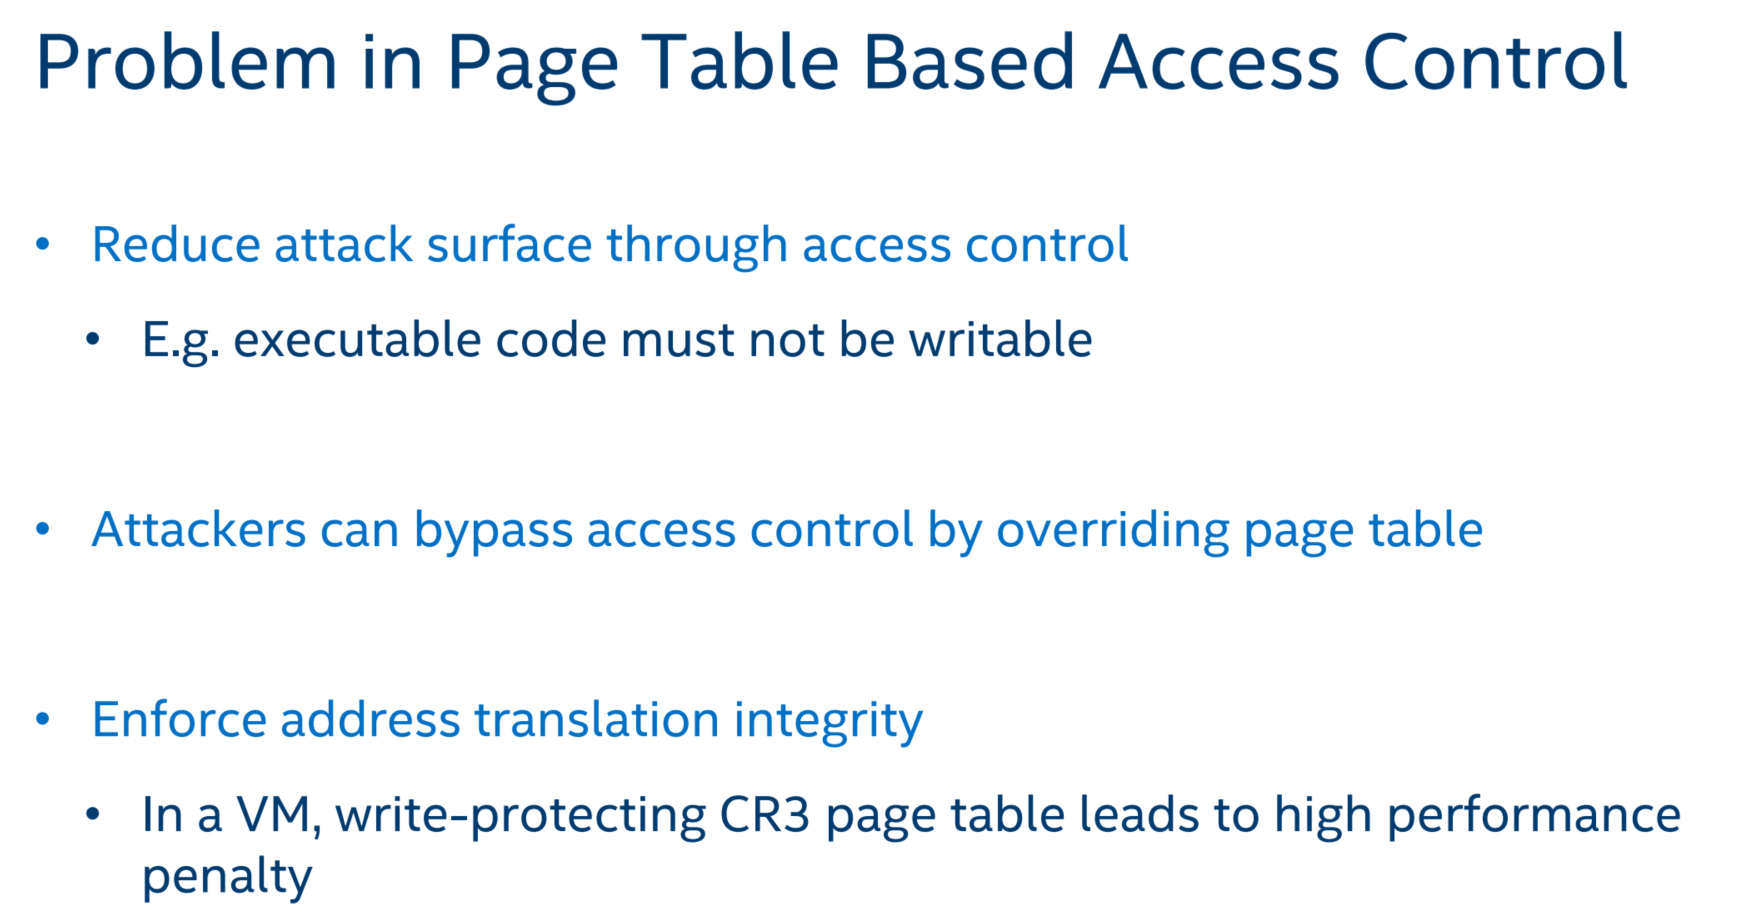 Problem in Page Table Based Access Control
• Reduce attack surface through access control
• E.g. executable code must not be writable
• Attackers can bypass access control by overriding page table
• Enforce address translation integrity
• In a VM, write-protecting CR3 page table leads to high performance
penalty